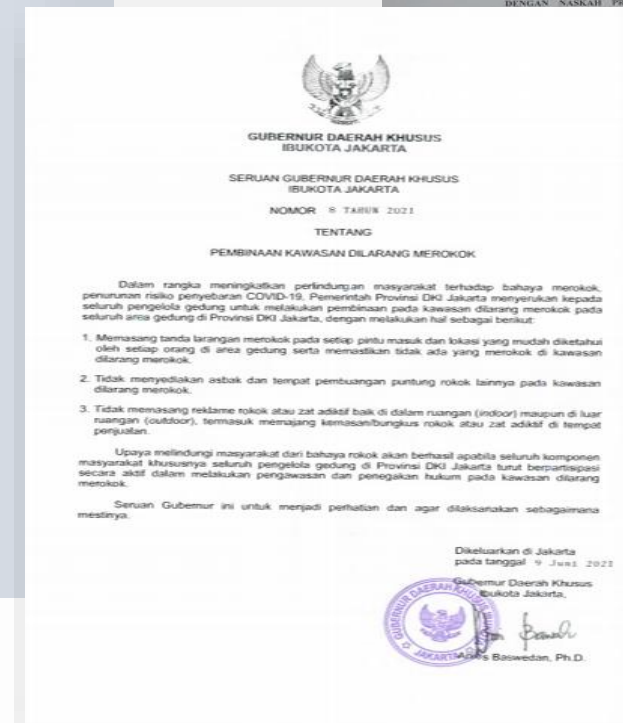 DENGAN NASKAH
GUBERNUR DAERAH KHUSUS
IBUKOTA JAKARTA
SERUAN GUBERNUR DAERAH KHUSUS
IBUKOTA JAKARTA
NOMOR 8 TAHUN 2021
TENTANG
PEMBINAAN KAWASAN DILARANG MEROKOK
Dalam rangka meningkatkan perlindungan masyarakat terhadap bahaya merokok,
penurunan risiko penyebaran COVID-19, Pemerintah Provinsi DKI Jakarta menyerukan kepada
seluruh pengelola gedung untuk melakukan pembinaan pada kawasan dilarang merokok pada
seluruh area gedung di Provinsi DKI Jakarta, dengan melakukan hal sebagai berikut:
1. Memasang tanda larangan merokok pada setiap pintu masuk dan lokasi yang mudah diketahui
oleh setiap orang di area gedung serta memastikan tidak ada yang merokok di kawasan
dilarang merokok.
2. Tidak menyediakan asbak dan tempat pembuangan puntung rokok lainnya pada kawasan
dilarang merokok.
3. Tidak memasang reklame rokok atau zat adiktif baik di dalam ruangan (indoor) maupun di luar
ruangan (outdoor), termasuk memajang kemasan/bungkus rokok atau zat adiktif di tempat
penjualan.
Upaya melindungi masyarakat dari bahaya rokok akan berhasil apabila seluruh komponen
masyarakat khususnya seluruh pengelola gedung di Provinsi DKI Jakarta turut berpartisipasi
secara aktif dalam melakukan pengawasan dan penegakan hukum pada kawasan dilarang
merokok.
Seruan Gubernur ini untuk menjadi perhatian dan agar dilaksanakan sebagaimana
mestinya.
Dikeluarkan di Jakarta
pada tanggal 9 Juni 2021
Gubernur Daerah Khusus
Ibukota Jakarta,
Anies Baswedan, Ph.D.